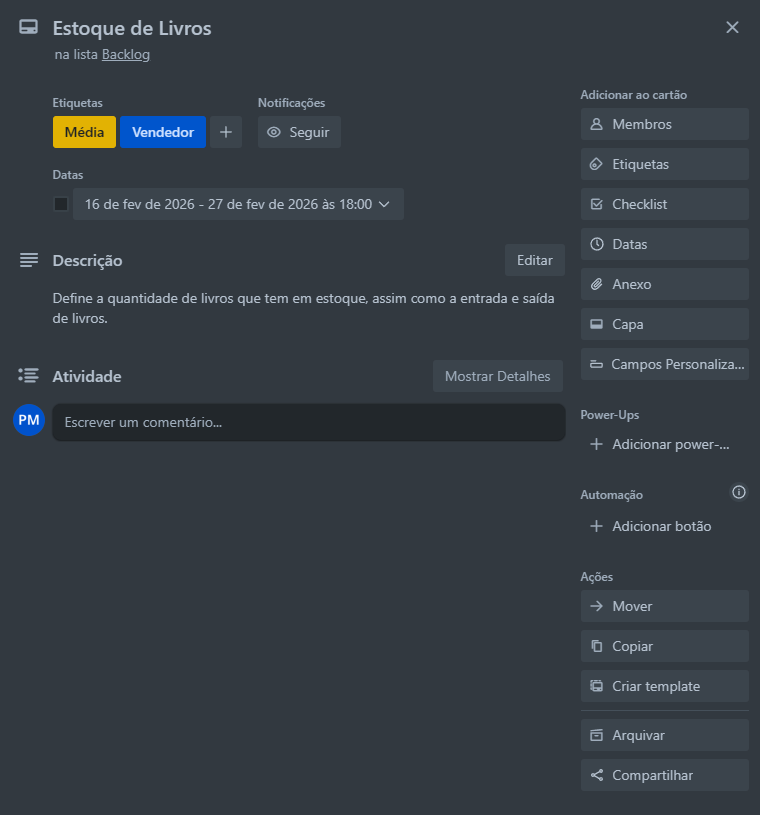 Estoque de Livros
na lista Backlog
Etiquetas
Média
Vendedor
Notificações
Seguir
Datas
16 de fev de 2026 - 27 de fev de 2026 às 18:00
Descrição
Editar
Define a quantidade de livros que tem em estoque, assim como a entrada e saída
de livros.
Atividade
Mostrar Detalhes
PM
Escrever um comentário...
Adicionar ao cartão
Membros
Etiquetas
Checklist
Datas
Anexo
Capa
Campos Personaliza...
Power-Ups
Adicionar power-...
Automação
Adicionar botão
Ações
Mover
Copiar
Criar template
Arquivar
Compartilhar